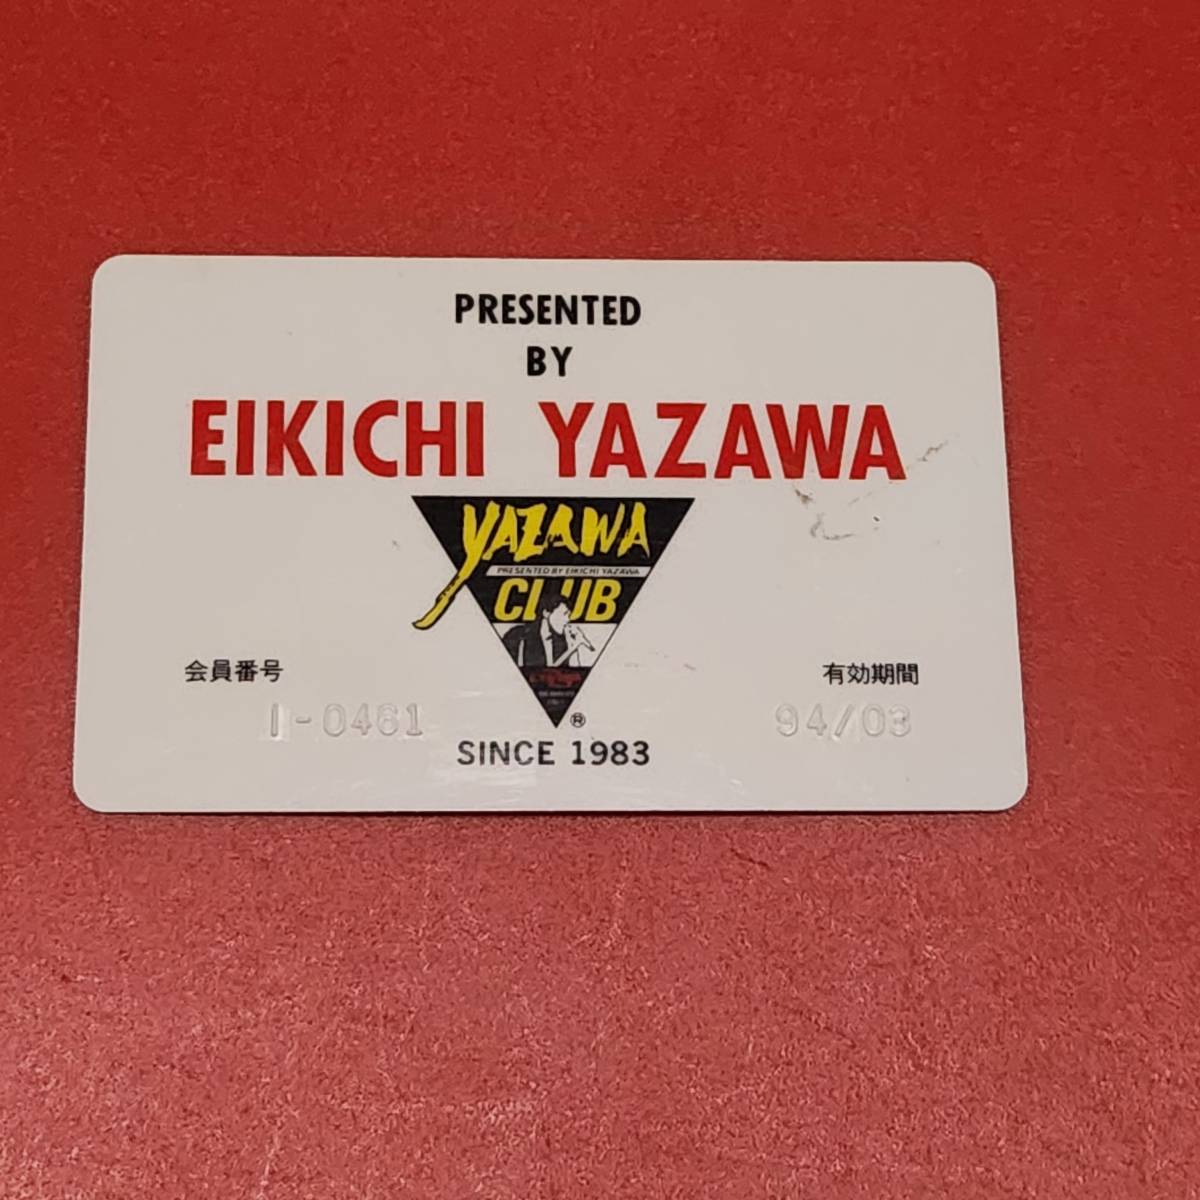 PRESENTED
BY
EIKICHI YAZAWA
YAZAWA
PRESENTED BY EIKICHI YAZAWA
CLUB
会員番号
有効期間
I-0461
94/03
®
SINCE 1983